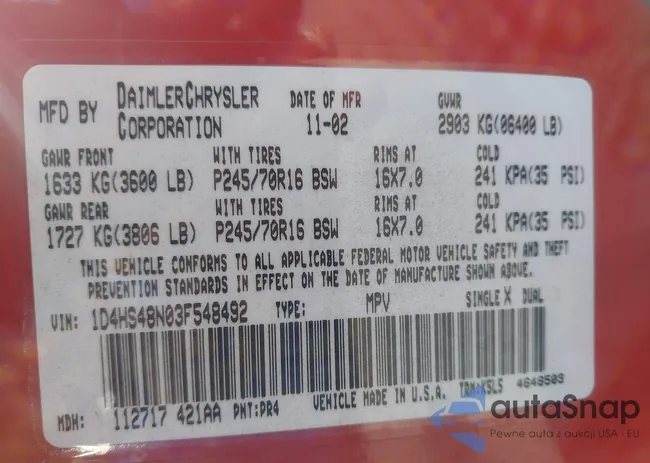 MFD BY DAIMLERCHRYSLER CORPORATION DATE OF MFR 11-02 GVWR 2903 KG(06400 LB)
GAWR FRONT WITH TIRES RIMS AT COLD
1633 KG(3600 LB) P245/70R16 BSW 16X7.0 241 KPA(35 PSI)
GAWR REAR WITH TIRES RIMS AT COLD
1727 KG(3806 LB) P245/70R16 BSW 16X7.0 241 KPA(35 PSI)
THIS VEHICLE CONFORMS TO ALL APPLICABLE FEDERAL MOTOR VEHICLE SAFETY AND THEFT
PREVENTION STANDARDS IN EFFECT ON THE DATE OF MANUFACTURE SHOWN ABOVE.
VIN: 1D4HS48N03F548492 TYPE: MPV SINGLE X DUAL
MDH: 112717 421AA PNT:PR4 VEHICLE MADE IN U.S.A. TRM:KSL5 4648503
autaSnap
Pewne auta z aukcji USA - EU